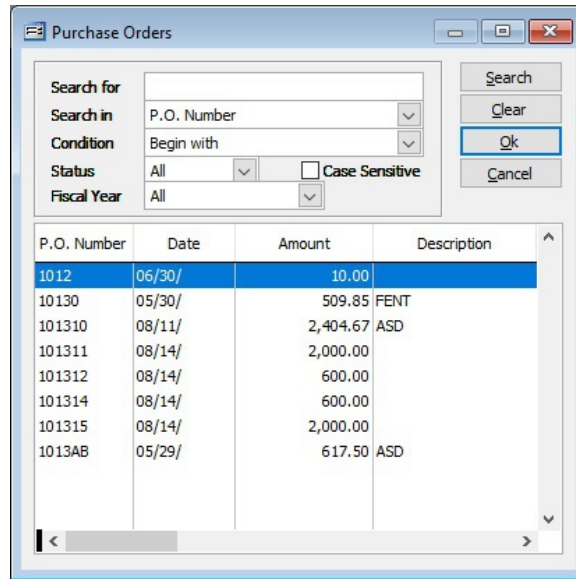 Purchase Orders
Search for
Search in P.O. Number
Condition Begin with
Status All Case Sensitive
Fiscal Year All
Search
Clear
Ok
Cancel
P.O. Number Date Amount Description
1012 06/30/ 10.00
10130 05/30/ 509.85 FENT
101310 08/11/ 2,404.67 ASD
101311 08/14/ 2,000.00
101312 08/14/ 600.00
101314 08/14/ 600.00
101315 08/14/ 2,000.00
1013AB 05/29/ 617.50 ASD